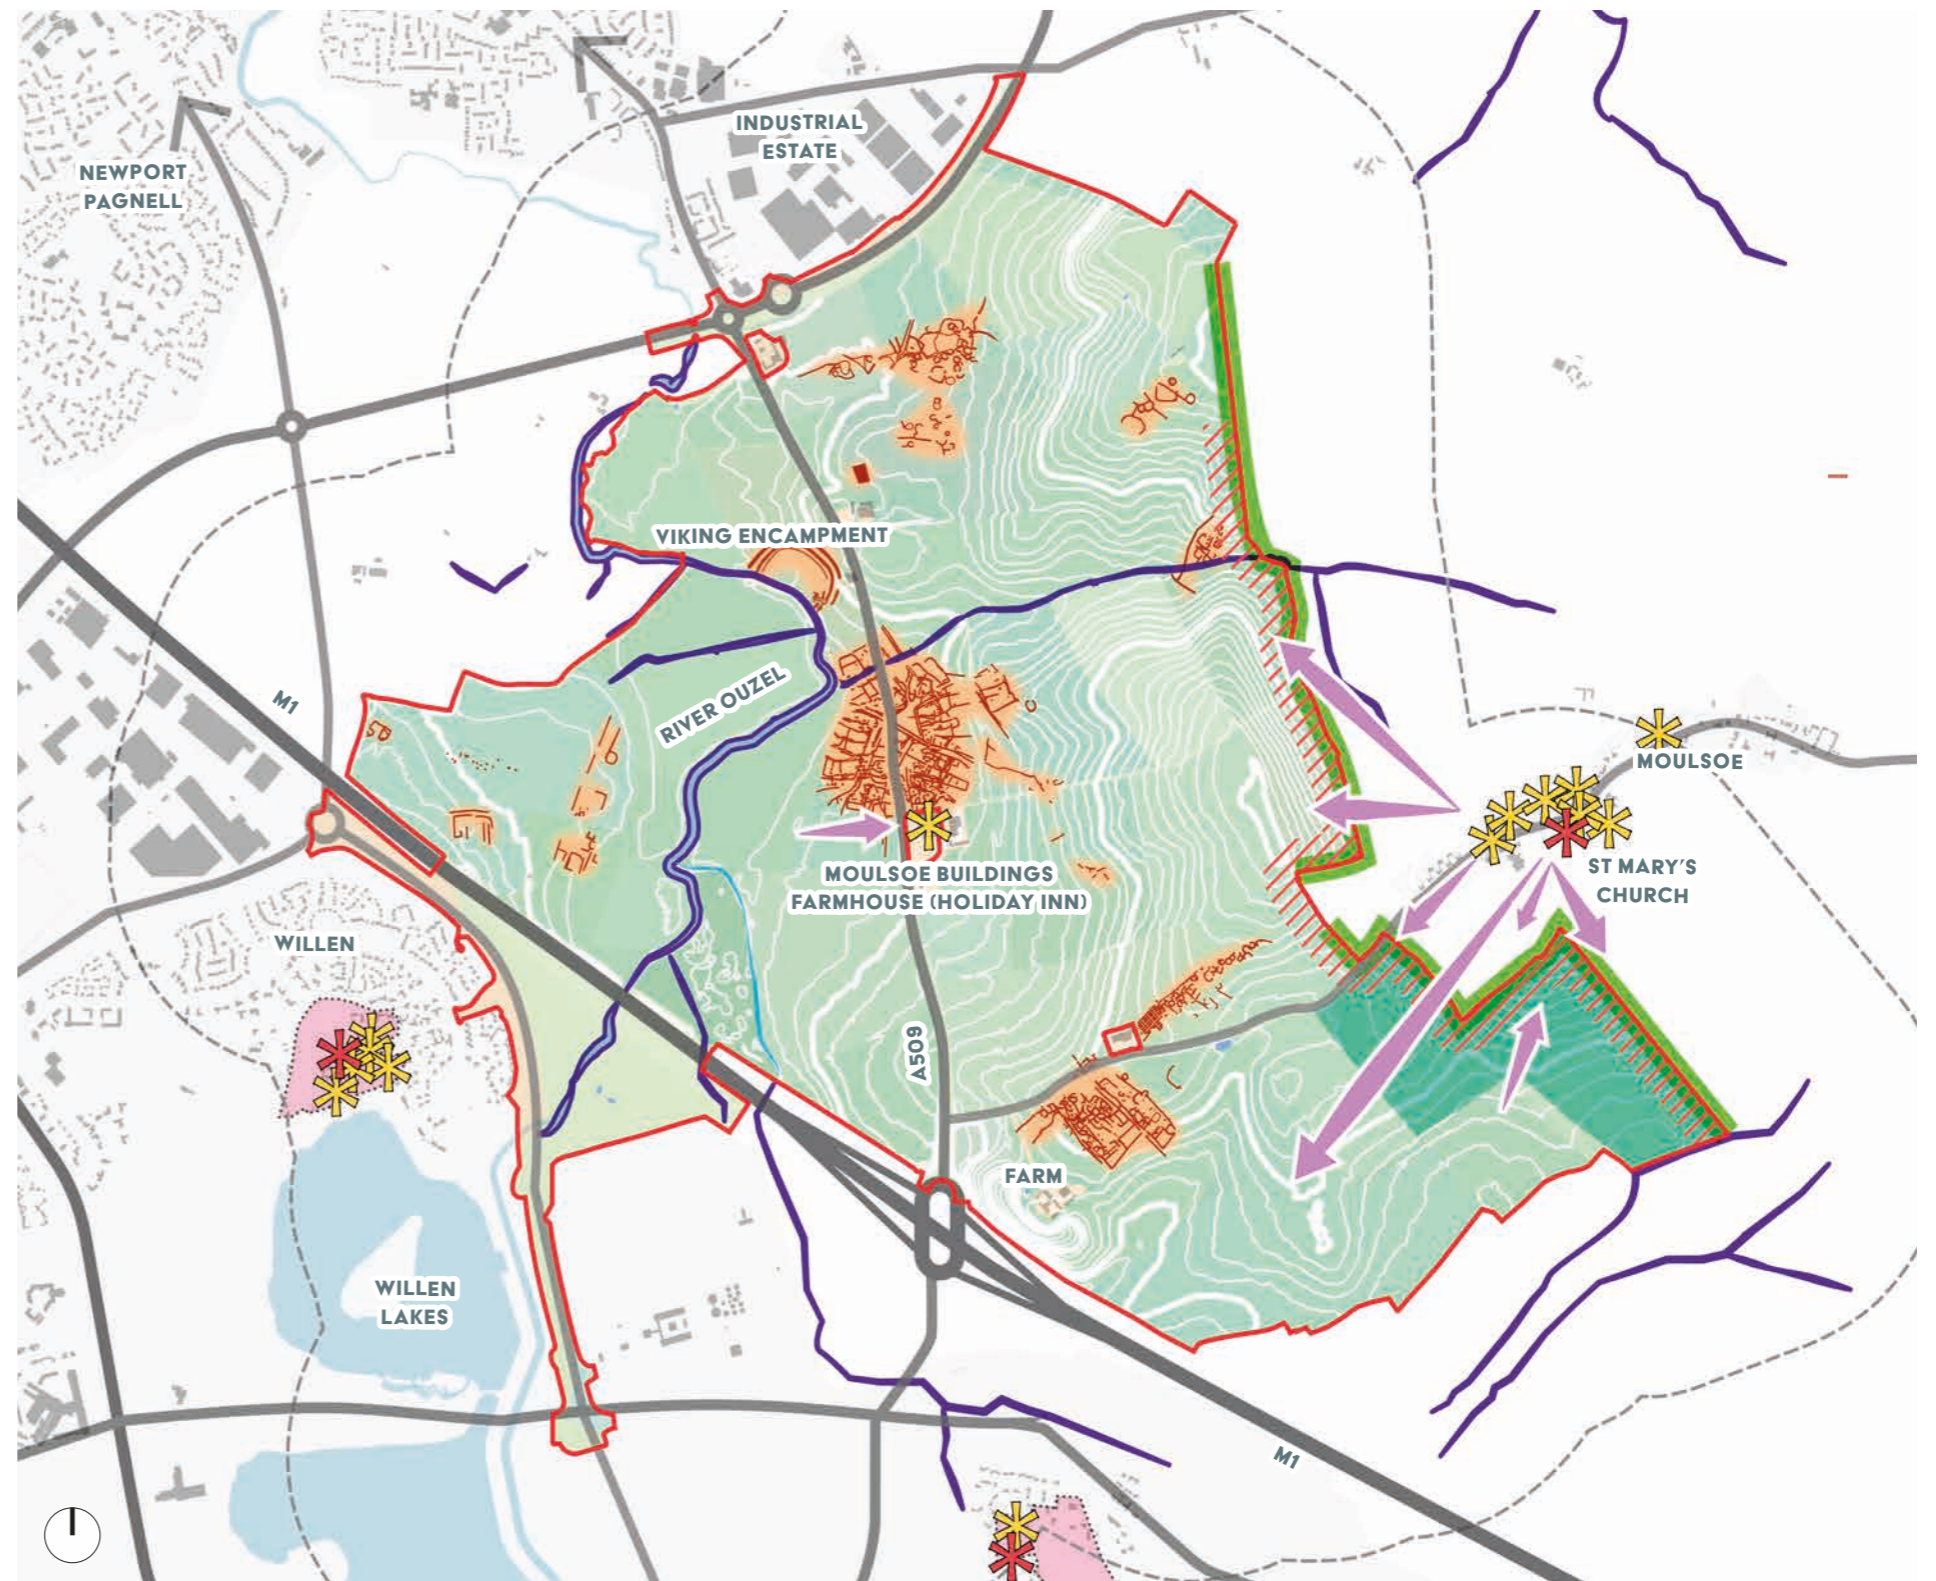 INDUSTRIAL
ESTATE
NEWPORT
PAGNELL
VIKING ENCAMPMENT
M1
RIVER OUZEL
MOULSOE
MOULSOE BUILDINGS
FARMHOUSE (HOLIDAY INN)
ST MARY'S
CHURCH
WILLEN
A509
FARM
WILLEN
LAKES
M1